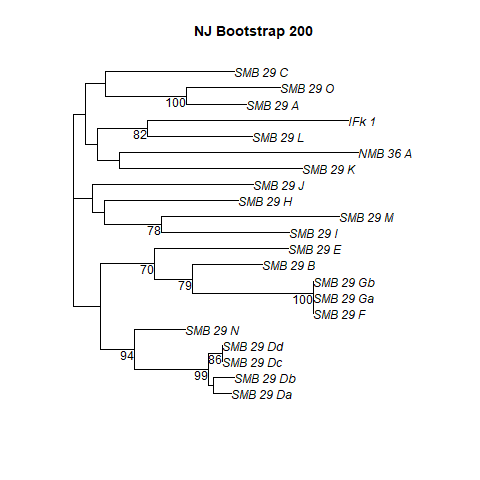 NJ Bootstrap 200
SMB 29 C
SMB 29 O
100
SMB 29 A
IFk 1
82
SMB 29 L
NMB 36 A
SMB 29 K
SMB 29 J
SMB 29 H
SMB 29 M
78
SMB 29 I
SMB 29 E
70
SMB 29 B
79
SMB 29 Gb
100
SMB 29 Ga
SMB 29 F
SMB 29 N
94
SMB 29 Dd
86
SMB 29 Dc
99
SMB 29 Db
SMB 29 Da